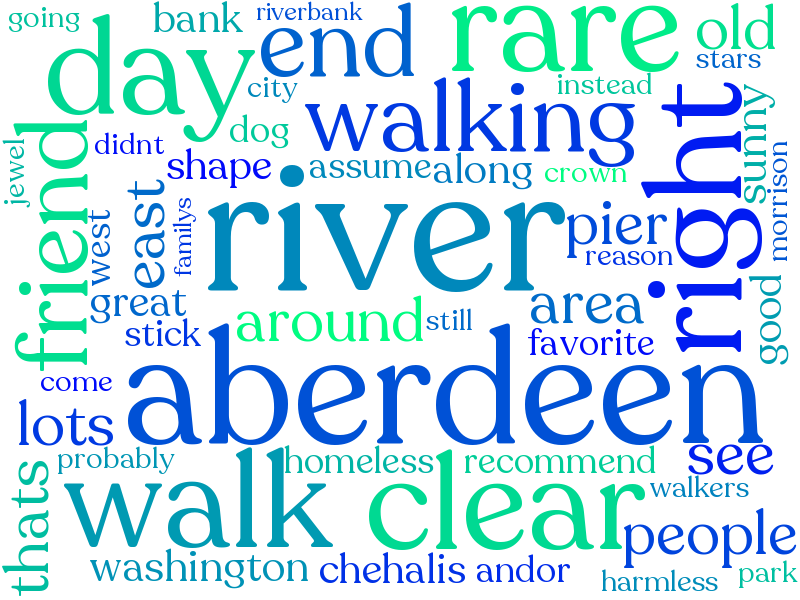 going
bank
riverbank
rare
old
day
end
stars
city
instead
walking
right
sunny
jewel
friend
didnt
dog
shape
assume
along
crown
morrison
west
east
familys
river
pier
reason
great
area
good
stick
around
still
favorite
come
aberdeen
lots
probably
homeless
recommend
see
thats
walk
clear
walkers
people
washington
chehalis
andor
harmless
park